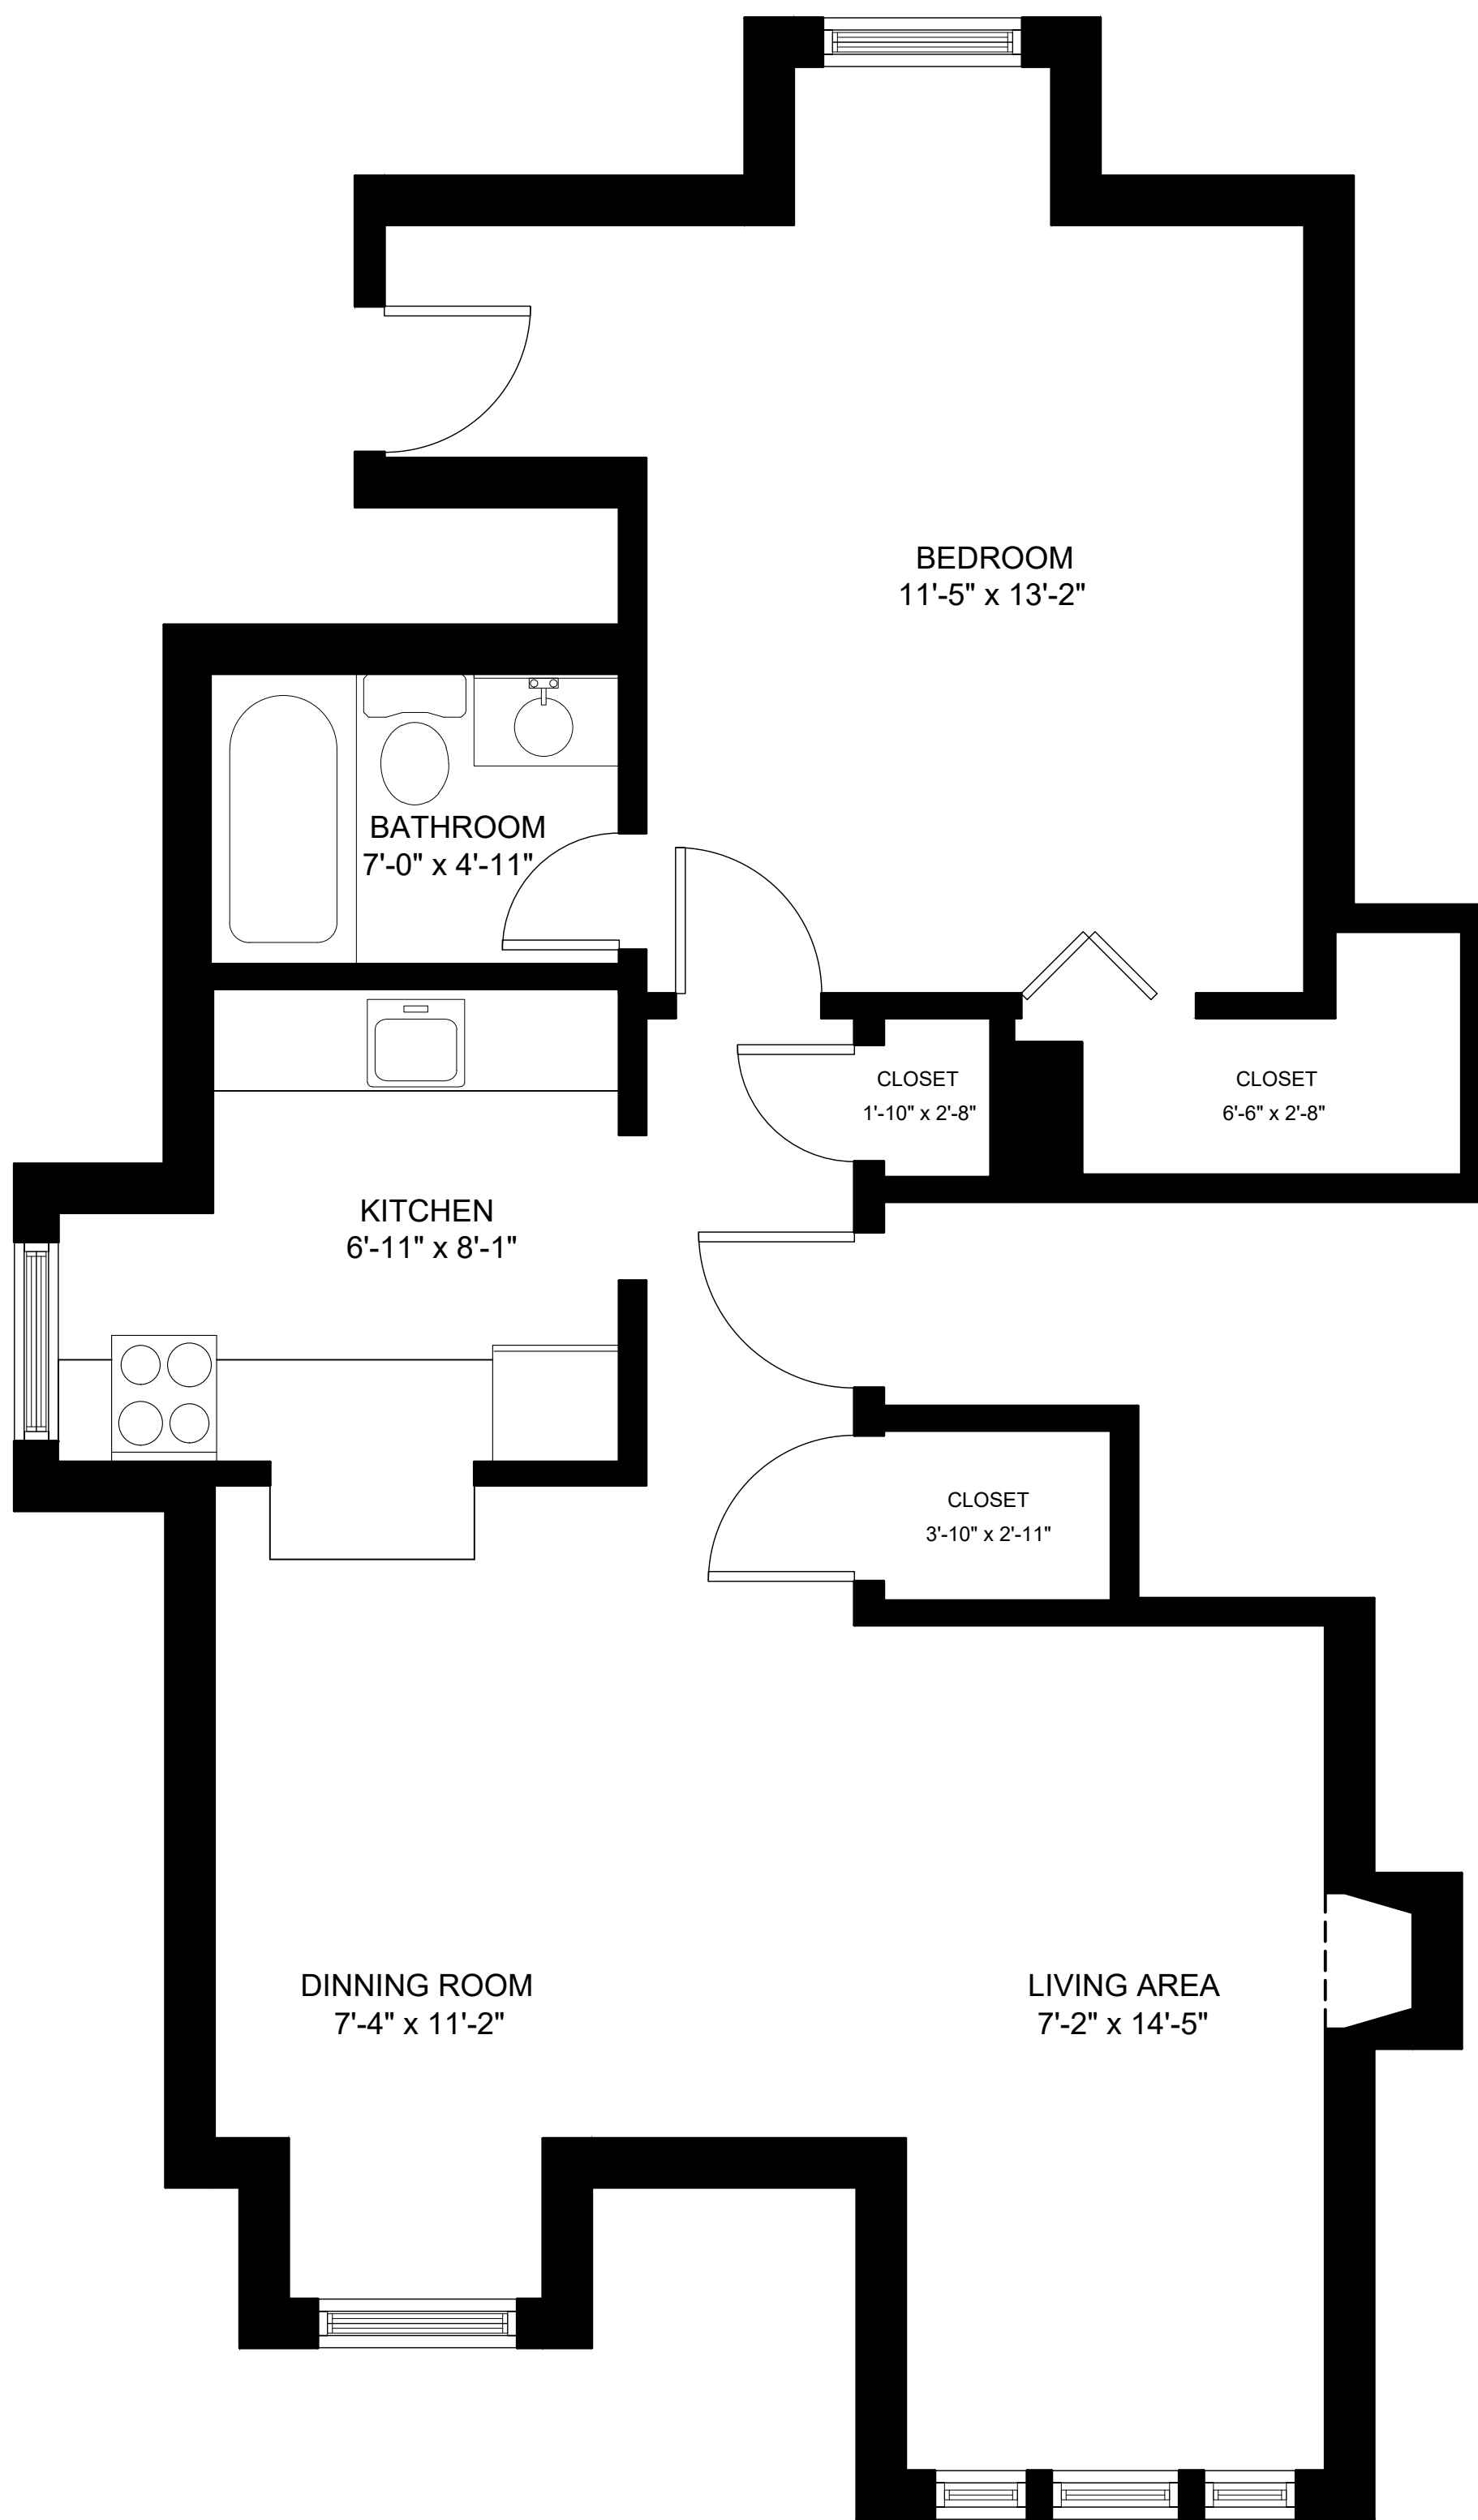 BEDROOM
11'-5" x 13'-2"
BATHROOM
7'-0" x 4'-11"
CLOSET
1'-10" x 2'-8"
CLOSET
6'-6" x 2'-8"
KITCHEN
6'-11" x 8'-1"
CLOSET
3'-10" x 2'-11"
DINNING ROOM
7'-4" x 11'-2"
LIVING AREA
7'-2" x 14'-5"